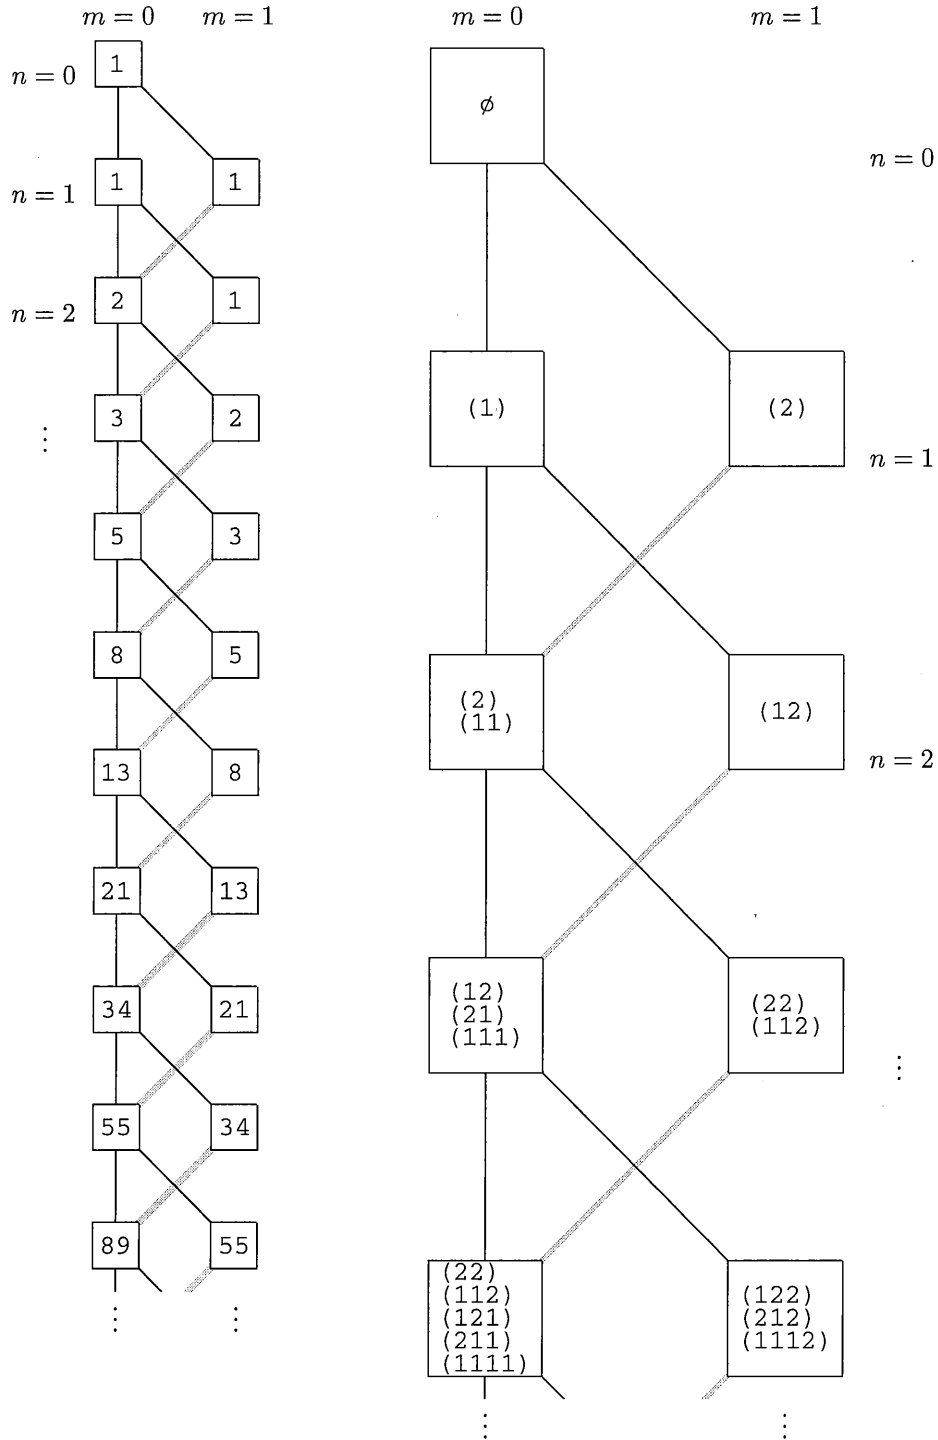 m = 0 m = 1
n = 0 1
n = 1 1 1
n = 2 2 1
⋮ 3 2
5 3
8 5
13 8
21 13
34 21
55 34
89 55
⋮ ⋮
m = 0 m = 1
ø
n = 0
(1) (2)
n = 1
(2)
(11)
(12)
n = 2
(12)
(21)
(111)
(22)
(112)
⋮
(22)
(112)
(121)
(211)
(1111)
(122)
(212)
(1112)
⋮ ⋮